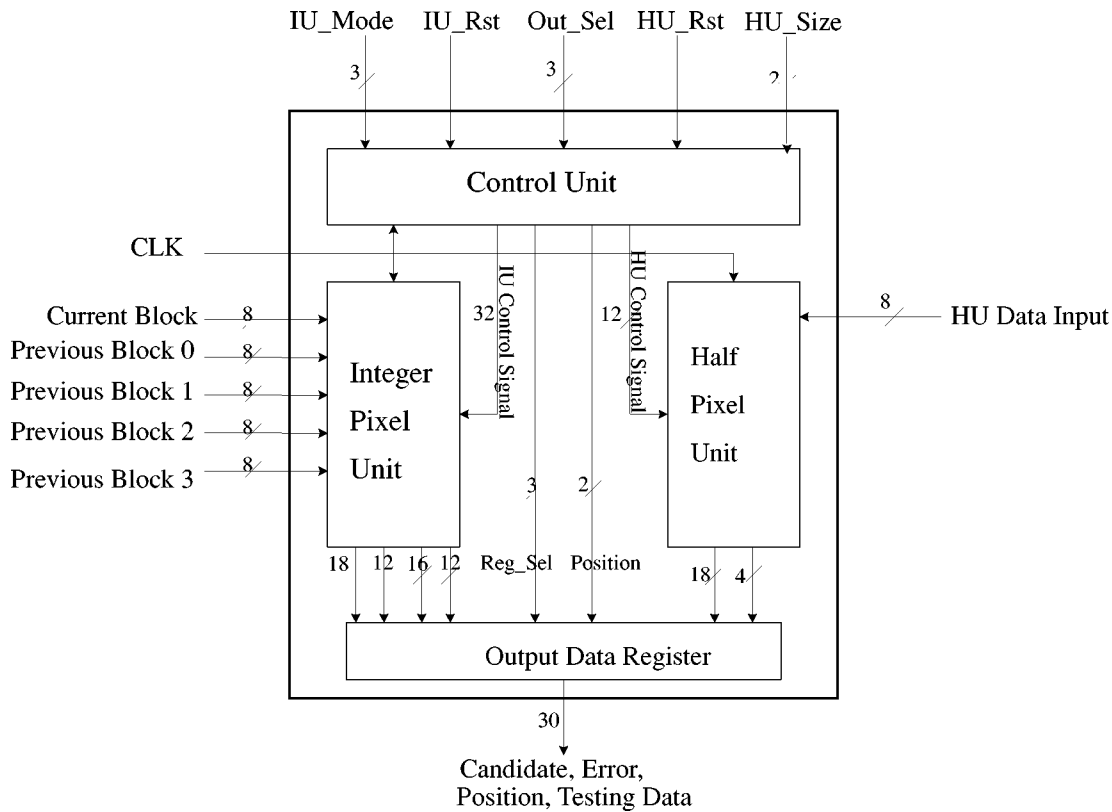 IU_Mode IU_Rst Out_Sel HU_Rst HU_Size
3 3 2
Control Unit
CLK
IU Control Signal
HU Control Signal
32 12
Current Block 8
8 HU Data Input
Previous Block 0 8
Previous Block 1 8
Previous Block 2 8
Previous Block 3 8
Integer
Pixel
Unit
Half
Pixel
Unit
3 2
18 12 16 12 Reg_Sel Position 18 4
Output Data Register
30
Candidate, Error,
Position, Testing Data